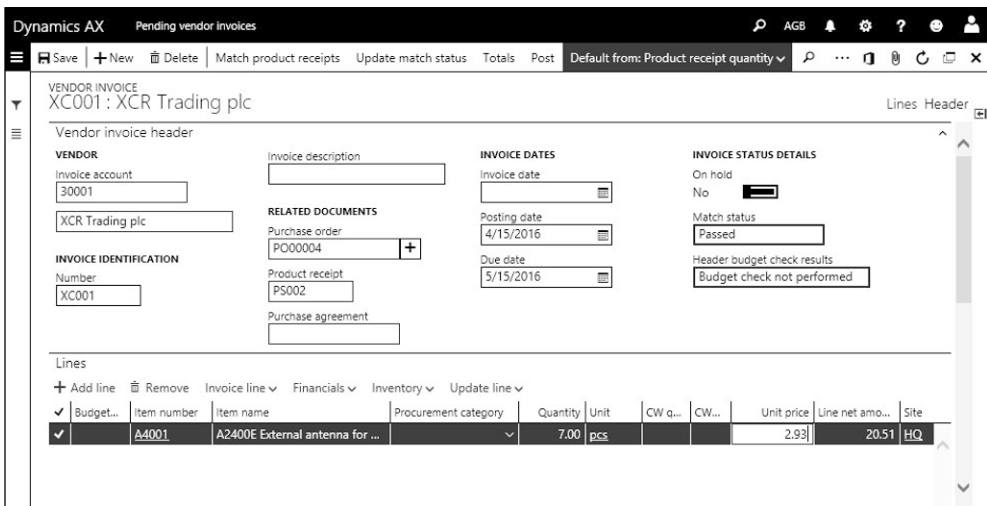 Dynamics AX Pending vendor invoices AGB ?
Save + New Delete Match product receipts Update match status Totals Post Default from: Product receipt quantity ...
VENDOR INVOICE
XC001 : XCR Trading plc
Lines Header
Vendor invoice header
VENDOR
Invoice account
30001
XCR Trading plc
INVOICE IDENTIFICATION
Number
XC001
Invoice description
RELATED DOCUMENTS
Purchase order
PO00004 +
Product receipt
PS002
Purchase agreement
INVOICE DATES
Invoice date
Posting date
4/15/2016
Due date
5/15/2016
INVOICE STATUS DETAILS
On hold
No
Match status
Passed
Header budget check results
Budget check not performed
Lines
+ Add line Remove Invoice line Financials Inventory Update line
Budget... Item number Item name Procurement category Quantity Unit CW q... CW... Unit price Line net amo... Site
A4001 A2400E External antenna for ... 7.00 pcs 2.93 20.51 HQ